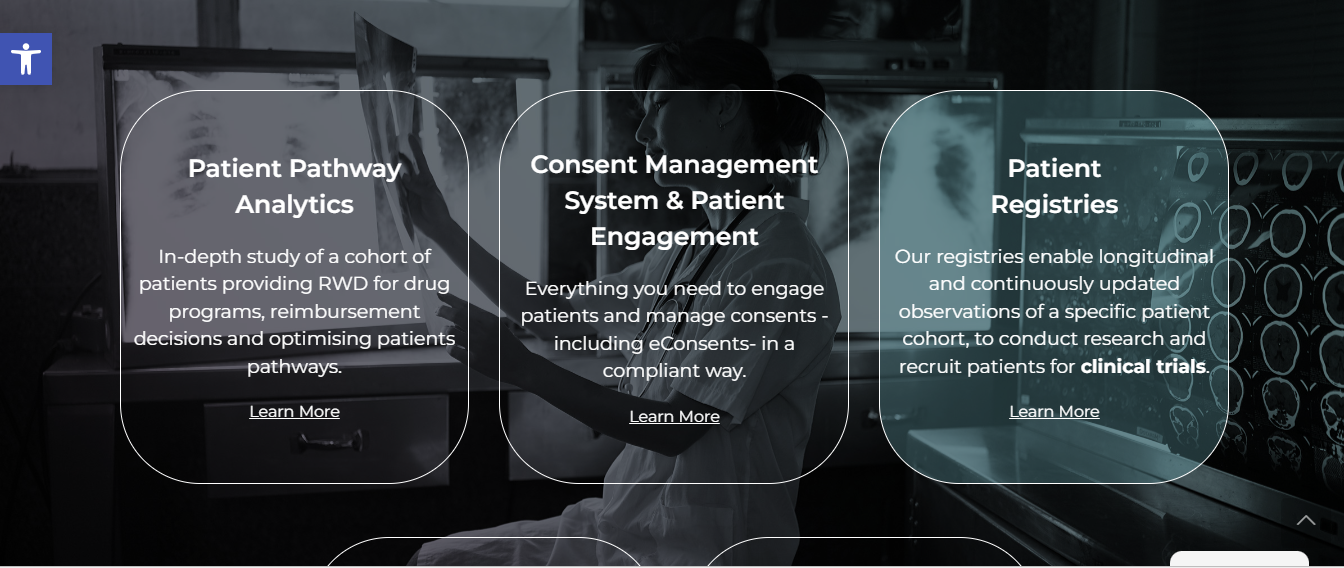 Patient Pathway
Analytics
In-depth study of a cohort of
patients providing RWD for drug
programs, reimbursement
decisions and optimising patients
pathways.
Learn More
Consent Management
System & Patient
Engagement
Everything you need to engage
patients and manage consents -
including eConsents- in a
compliant way.
Learn More
Patient
Registries
Our registries enable longitudinal
and continuously updated
observations of a specific patient
cohort, to conduct research and
recruit patients for clinical trials.
Learn More